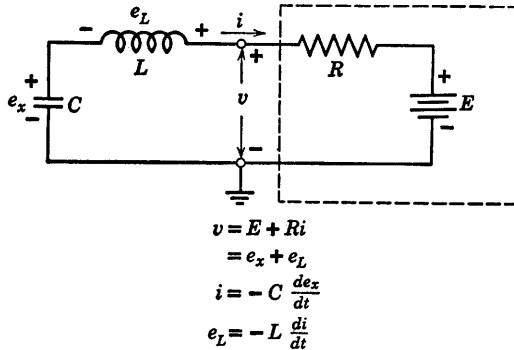 e_L
i
− + +
L
R
+
e_x
−
C
v
+
E
−
−
v = E + Ri
= e_x + e_L
i = − C de_x/dt
e_L = − L di/dt